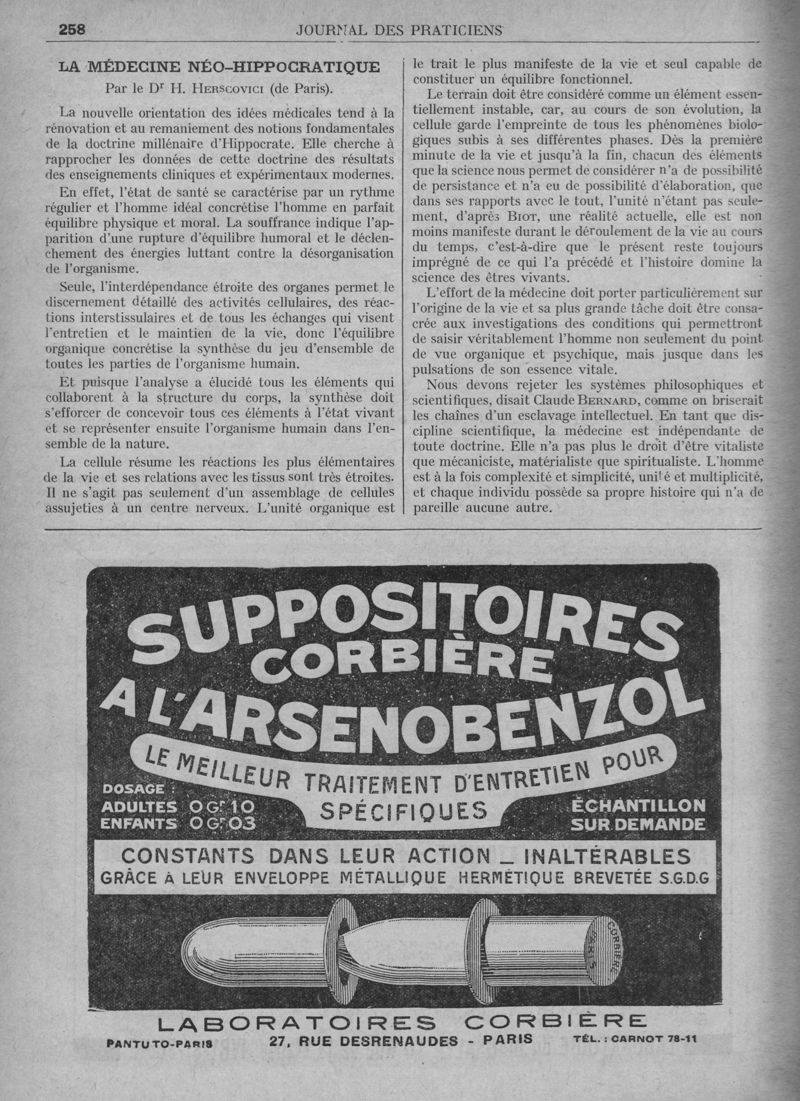 258
JOURNAL DES PRATICIENS
LA MÉDECINE NÉO-HIPPOCRATIQUE
Par le Dr H. HERSCOVICI (de Paris).
La nouvelle orientation des idées médicales tend à la
rénovation et au remaniement des notions fondamentales
de la doctrine millénaire d'Hippocrate. Elle cherche à
rapprocher les données de cette doctrine des résultats
des enseignements cliniques et expérimentaux modernes.
En effet, l'état de santé se caractérise par un rythme
régulier et l'homme idéal concrétise l'homme en parfait
équilibre physique et moral. La souffrance indique l'ap-
parition d'une rupture d'équilibre humoral et le déclen-
chement des énergies luttant contre la désorganisation
de l'organisme.
Seule, l'interdépendance étroite des organes permet le
discernement détaillé des activités cellulaires, des réac-
tions interstissulaires et de tous les échanges qui visent
l'entretien et le maintien de la vie, donc l'équilibre
organique concrétise la synthèse du jeu d'ensemble de
toutes les parties de l'organisme humain.
Et puisque l'analyse a élucidé tous les éléments qui
collaborent à la structure du corps, la synthèse doit
s'efforcer de concevoir tous ces éléments à l'état vivant
et se représenter ensuite l'organisme humain dans l'en-
semble de la nature.
La cellule résume les réactions les plus élémentaires
de la vie et ses relations avec les tissus sont très étroites.
Il ne s'agit pas seulement d'un assemblage de cellules
assujeties à un centre nerveux. L'unité organique est
le trait le plus manifeste de la vie et seul capable de
constituer un équilibre fonctionnel.
Le terrain doit être considéré comme un élément essen-
tiellement instable, car, au cours de son évolution, la
cellule garde l'empreinte de tous les phénomènes biolo-
giques subis à ses différentes phases. Dès la première
minute de la vie et jusqu'à la fin, chacun des éléments
que la science nous permet de considérer n'a de possibilité
de persistance et n'a eu de possibilité d'élaboration, que
dans ses rapports avec le tout, l'unité n'étant pas seule-
ment, d'après BIOT, une réalité actuelle, elle est non
moins manifeste durant le déroulement de la vie au cours
du temps, c'est-à-dire que le présent reste toujours
imprégné de ce qui l'a précédé et l'histoire domine la
science des êtres vivants.
L'effort de la médecine doit porter particulièrement sur
l'origine de la vie et sa plus grande tâche doit être consa-
crée aux investigations des conditions qui permettront
de saisir véritablement l'homme non seulement du point
de vue organique et psychique, mais jusque dans les
pulsations de son essence vitale.
Nous devons rejeter les systèmes philosophiques et
scientifiques, disait Claude BERNARD, comme on briserait
les chaînes d'un esclavage intellectuel. En tant que dis-
cipline scientifique, la médecine est indépendante de
toute doctrine. Elle n'a pas plus le droit d'être vitaliste
que mécaniciste, matérialiste que spiritualiste. L'homme
est à la fois complexité et simplicité, unité et multiplicité,
et chaque individu possède sa propre histoire qui n'a de
pareille aucune autre.
SUPPOSITOIRES
CORBIÈRE
A L'ARSENOBENZOL
LE MEILLEUR TRAITEMENT D'ENTRETIEN POUR
SPÉCIFIQUES
DOSAGE :
ADULTES 0 Gr 10
ENFANTS 0 Gr 03
ÉCHANTILLON
SUR DEMANDE
CONSTANTS DANS LEUR ACTION _ INALTÉRABLES
GRÂCE A LEUR ENVELOPPE MÉTALLIQUE HERMÉTIQUE BREVETÉE S.G.D.G
CORBIÈRE
PARIS
LABORATOIRES CORBIÈRE
PANTUTO-PARIS
27, RUE DESRENAUDES - PARIS
TÉL. : CARNOT 78-11